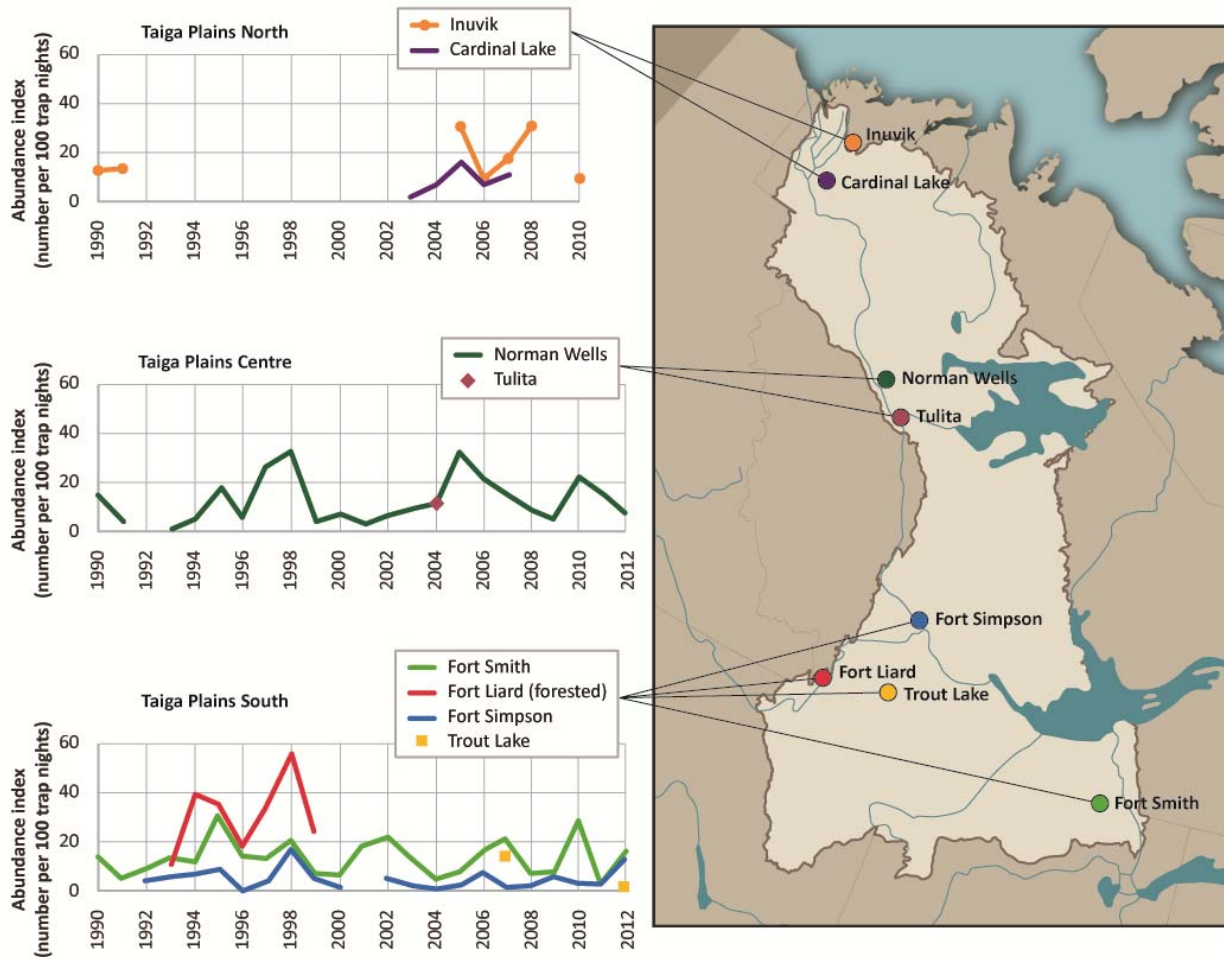 Taiga Plains North
Inuvik
Cardinal Lake
Abundance index
(number per 100 trap nights)
60
40
20
0
1990
1992
1994
1996
1998
2000
2002
2004
2006
2008
2010
Taiga Plains Centre
Norman Wells
Tulita
Abundance index
(number per 100 trap nights)
60
40
20
0
1990
1992
1994
1996
1998
2000
2002
2004
2006
2008
2010
2012
Taiga Plains South
Fort Smith
Fort Liard (forested)
Fort Simpson
Trout Lake
Abundance index
(number per 100 trap nights)
60
40
20
0
1990
1992
1994
1996
1998
2000
2002
2004
2006
2008
2010
2012
Inuvik
Cardinal Lake
Norman Wells
Tulita
Fort Simpson
Fort Liard
Trout Lake
Fort Smith